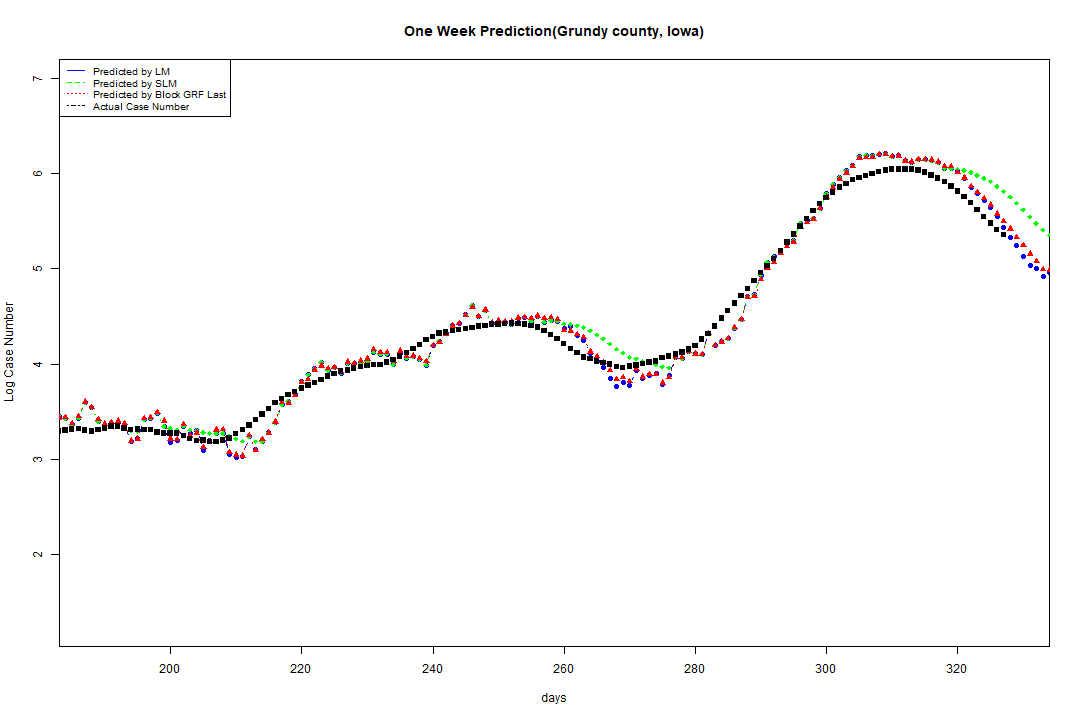 One Week Prediction(Grundy county, Iowa)
Predicted by LM
Predicted by SLM
Predicted by Block GRF Last
Actual Case Number
7
6
5
4
3
2
Log Case Number
200 220 240 260 280 300 320
days